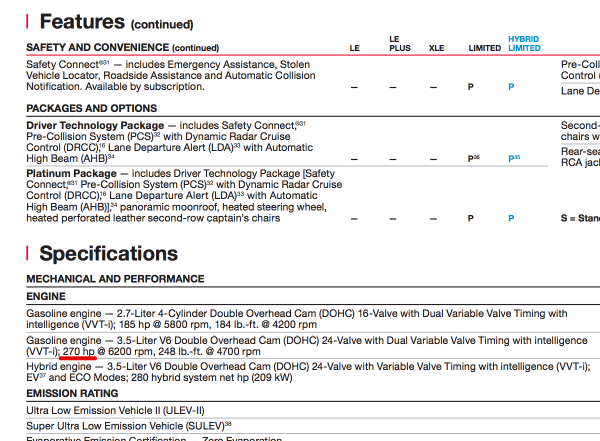 Features (continued)
SAFETY AND CONVENIENCE (continued) LE LE PLUS XLE LIMITED HYBRID LIMITED
Safety Connect®31 — includes Emergency Assistance, Stolen
Vehicle Locator, Roadside Assistance and Automatic Collision
Notification. Available by subscription. — — — P P
Pre-Coll
Control (
Lane De
PACKAGES AND OPTIONS
Driver Technology Package — includes Safety Connect,®31
Pre-Collision System (PCS)32 with Dynamic Radar Cruise
Control (DRCC),16 Lane Departure Alert (LDA)33 with Automatic
High Beam (AHB)34 — — — P35 P35
Second-
chairs w
Rear-sea
RCA jack
Platinum Package — includes Driver Technology Package [Safety
Connect,®31 Pre-Collision System (PCS)32 with Dynamic Radar Cruise
Control (DRCC),16 Lane Departure Alert (LDA)33 with Automatic
High Beam (AHB)],34 panoramic moonroof, heated steering wheel,
heated perforated leather second-row captain's chairs — — — P P
S = Stand
Specifications
MECHANICAL AND PERFORMANCE
ENGINE
Gasoline engine — 2.7-Liter 4-Cylinder Double Overhead Cam (DOHC) 16-Valve with Dual Variable Valve Timing with
intelligence (VVT-i); 185 hp @ 5800 rpm, 184 lb.-ft. @ 4200 rpm
Gasoline engine — 3.5-Liter V6 Double Overhead Cam (DOHC) 24-Valve with Dual Variable Valve Timing with intelligence
(VVT-i); 270 hp @ 6200 rpm, 248 lb.-ft. @ 4700 rpm
Hybrid engine — 3.5-Liter V6 Double Overhead Cam (DOHC) 24-Valve with Variable Valve Timing with intelligence (VVT-i);
EV37 and ECO Modes; 280 hybrid system net hp (209 kW)
EMISSION RATING
Ultra Low Emission Vehicle II (ULEV-II)
Super Ultra Low Emission Vehicle (SULEV)38
Evaporative Emission Certification — Zero Evaporative